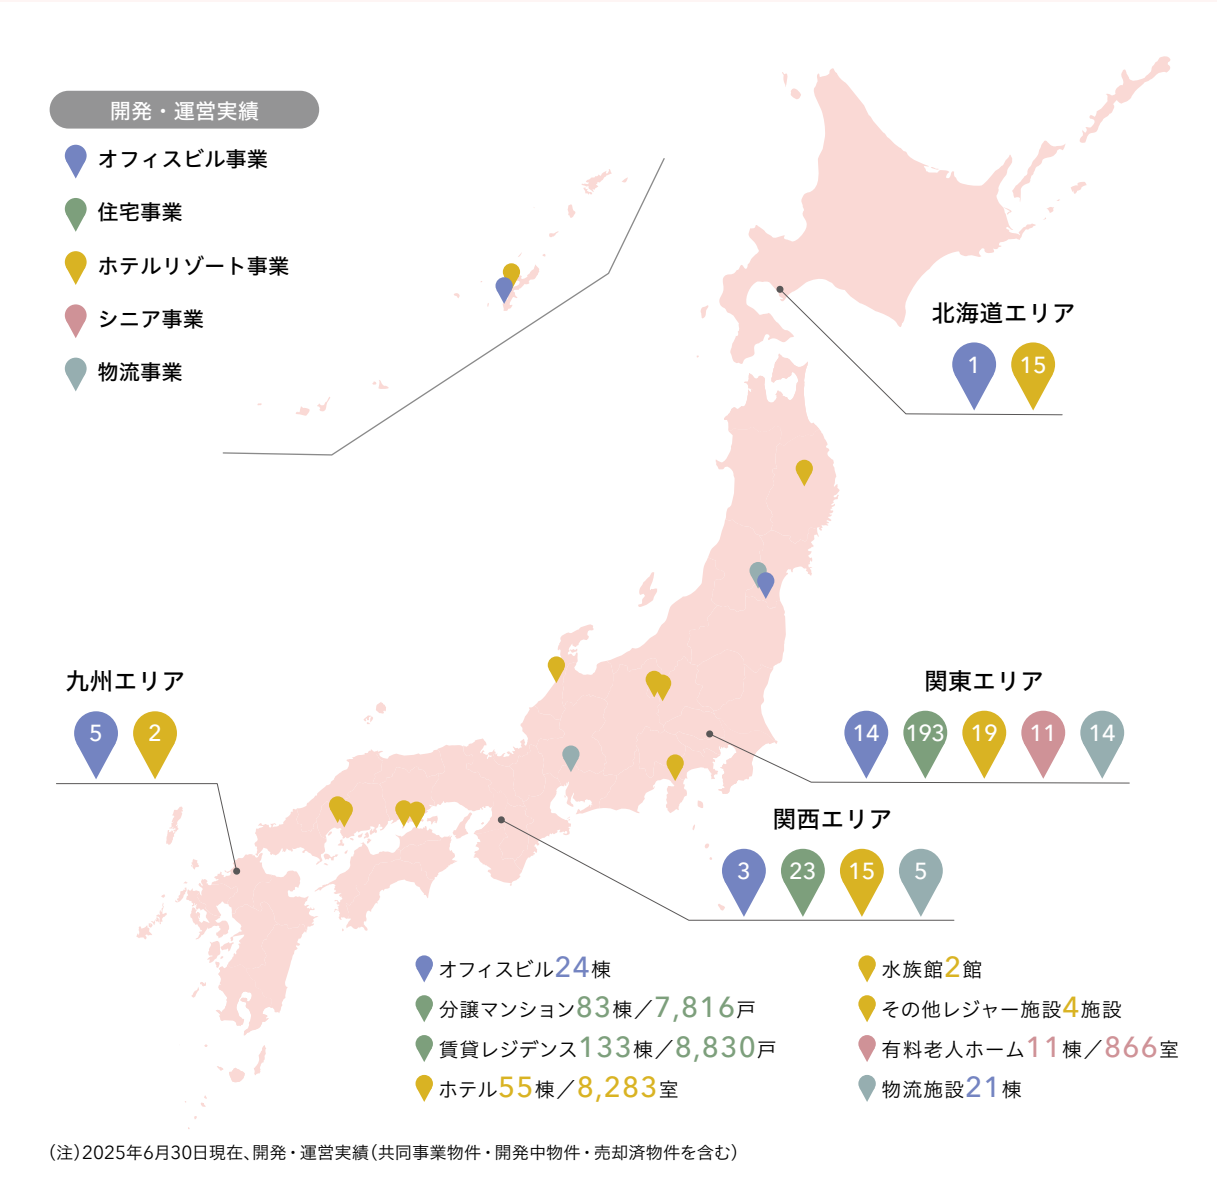 開発・運営実績
オフィスビル事業
住宅事業
ホテルリゾート事業
シニア事業
物流事業
北海道エリア
1 15
九州エリア
5 2
関東エリア
14 193 19 11 14
関西エリア
3 23 15 5
オフィスビル24棟
分譲マンション83棟／7,816戸
賃貸レジデンス133棟／8,830戸
ホテル55棟／8,283室
水族館2館
その他レジャー施設4施設
有料老人ホーム11棟／866室
物流施設21棟
（注）2025年6月30日現在、開発・運営実績（共同事業物件・開発中物件・売却済物件を含む）